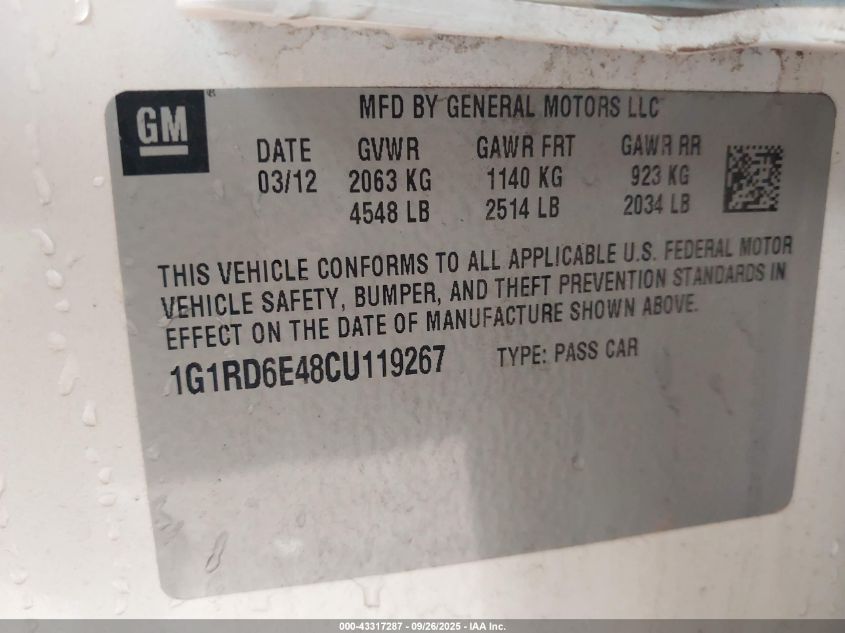 GM
MFD BY GENERAL MOTORS LLC
DATE GVWR GAWR FRT GAWR RR
03/12 2063 KG 1140 KG 923 KG
4548 LB 2514 LB 2034 LB
THIS VEHICLE CONFORMS TO ALL APPLICABLE U.S. FEDERAL MOTOR
VEHICLE SAFETY, BUMPER, AND THEFT PREVENTION STANDARDS IN
EFFECT ON THE DATE OF MANUFACTURE SHOWN ABOVE.
1G1RD6E48CU119267 TYPE: PASS CAR
000-43317287 - 09/26/2025 - IAA Inc.